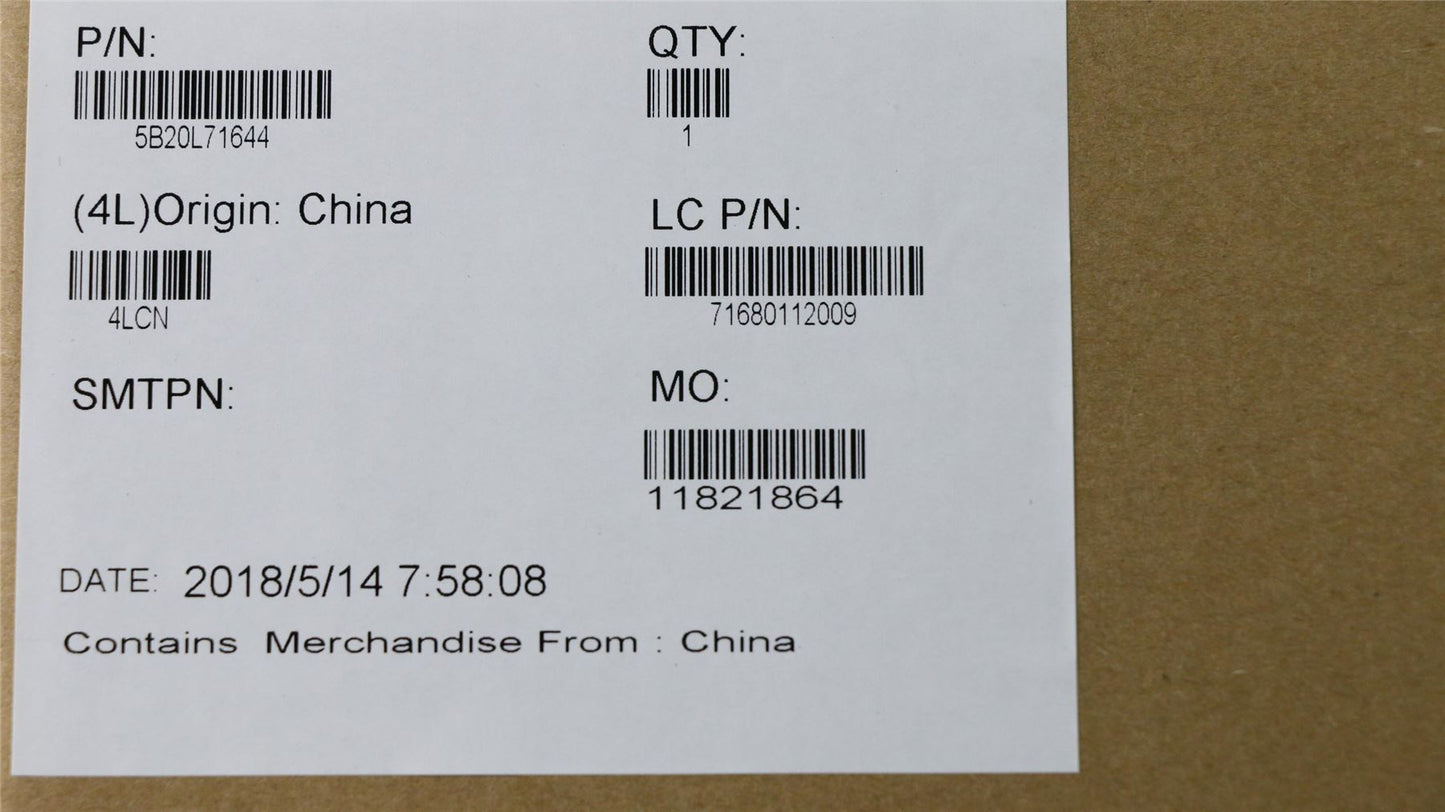 P/N:
QTY:
5B20L71644
1
(4L)Origin: China
LC P/N:
4LCN
71680112009
SMTPN:
MO:
11821864
DATE: 2018/5/14 7:58:08
Contains Merchandise From : China